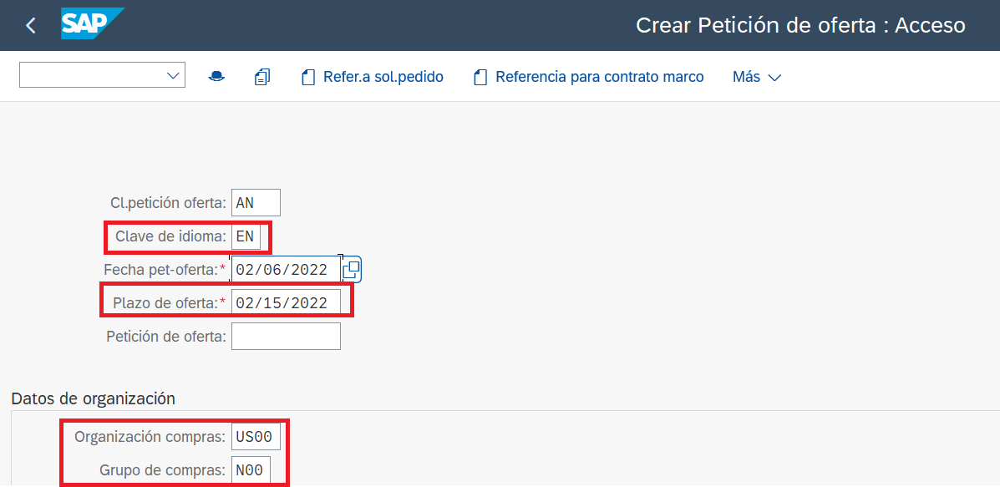 SAP Crear Petición de oferta : Acceso
Refer.a sol.pedido Referencia para contrato marco Más
Cl.petición oferta: AN
Clave de idioma: EN
Fecha pet-oferta:* 02/06/2022
Plazo de oferta:* 02/15/2022
Petición de oferta:
Datos de organización
Organización compras: US00
Grupo de compras: N00